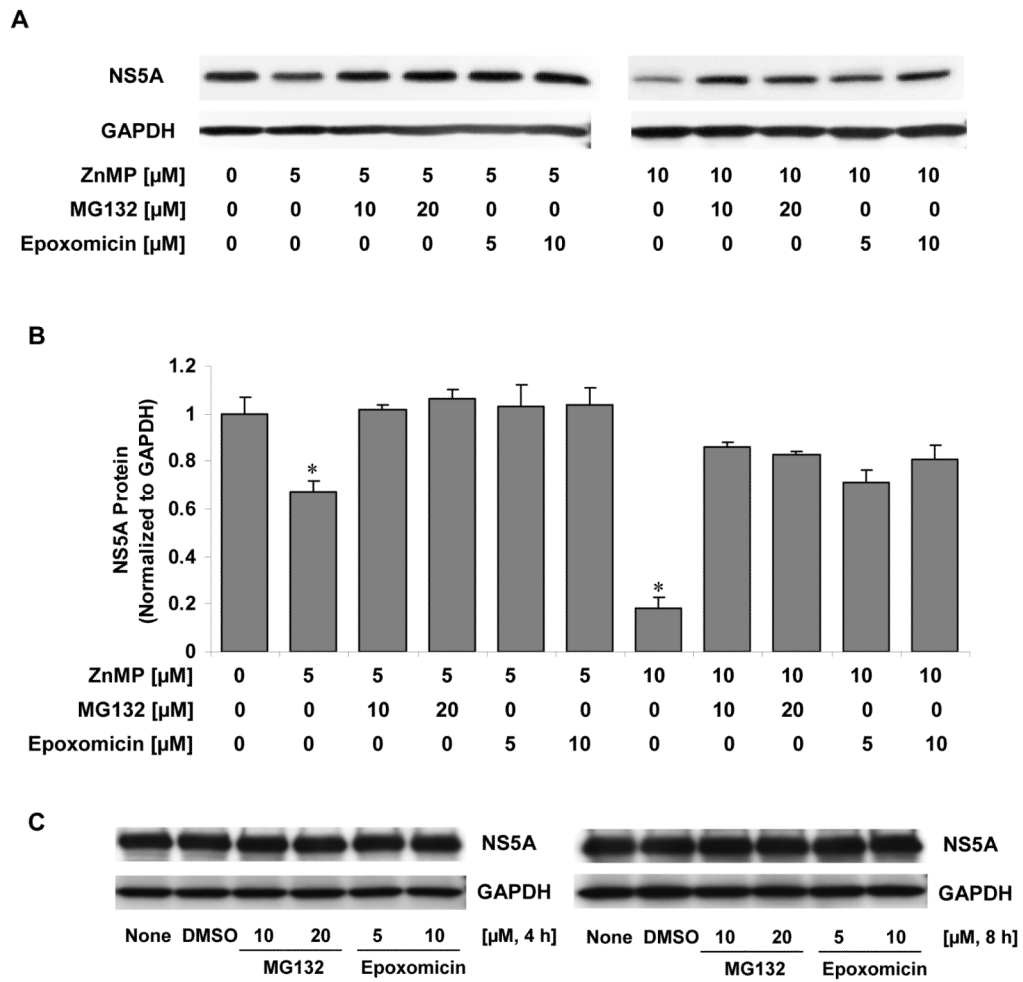 A
NS5A
GAPDH
ZnMP [µM] 0 5 5 5 5 5 10 10 10 10 10
MG132 [µM] 0 0 10 20 0 0 0 10 20 0 0
Epoxomicin [µM] 0 0 0 0 5 10 0 0 0 5 10
B
NS5A Protein
(Normalized to GAPDH)
1.2
1
0.8
0.6
0.4
0.2
0
*
*
ZnMP [µM] 0 5 5 5 5 5 10 10 10 10 10
MG132 [µM] 0 0 10 20 0 0 0 10 20 0 0
Epoxomicin [µM] 0 0 0 0 5 10 0 0 0 5 10
C
NS5A
GAPDH
None DMSO 10 20 5 10 [µM, 4 h]
MG132 Epoxomicin
NS5A
GAPDH
None DMSO 10 20 5 10 [µM, 8 h]
MG132 Epoxomicin